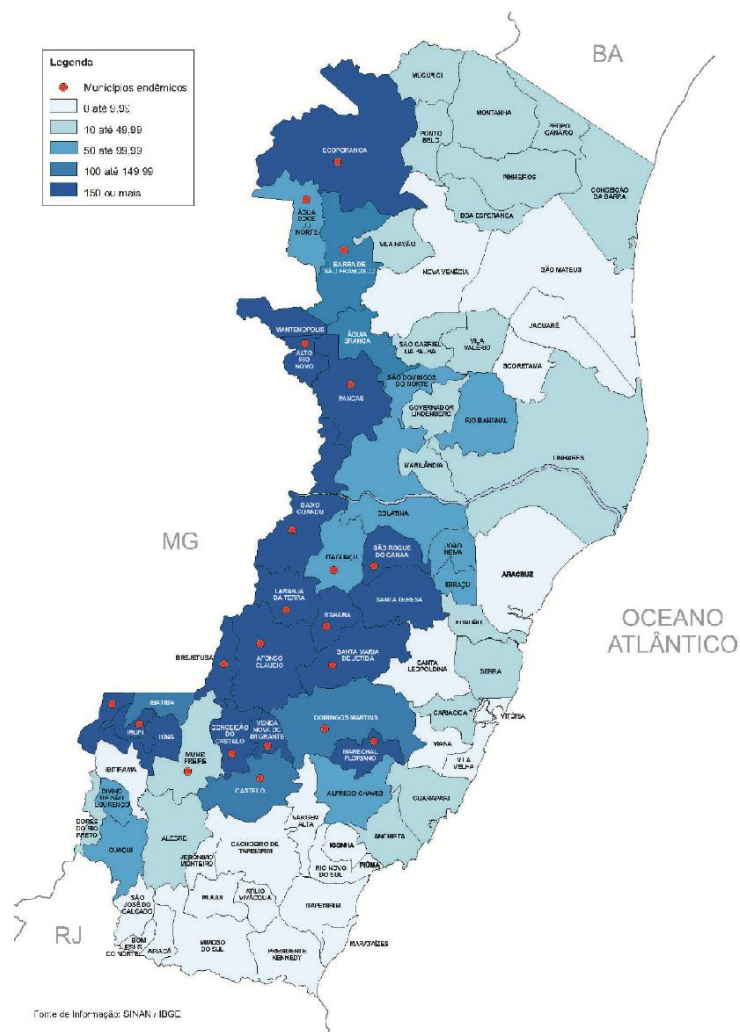 BA
Legenda
Municípios endêmicos
0 até 9,99
10 até 49,99
50 até 99,99
100 até 149,99
150 ou mais
MUCURICI
MONTANHA
PEDRO
CANÁRIO
PONTO
BELO
ECOPORANGA
PINHEIROS
CONCEIÇÃO
DA BARRA
ÁGUA
DOCE DO
NORTE
BOA ESPERANÇA
VILA PAVÃO
BARRA DE
SÃO FRANCISCO
NOVA VENÉCIA
SÃO MATEUS
MANTENÓPOLIS
ÁGUIA
BRANCA
JAGUARÉ
ALTO
RIO
NOVO
SÃO GABRIEL
DA PALHA
VILA
VALÉRIO
SOORETAMA
PANCAS
SÃO DOMINGOS
DO NORTE
GOVERNADOR
LINDENBERG
RIO BANANAL
LINHARES
MARILÂNDIA
BAIXO
GUANDU
COLATINA
MG
ITAGUAÇU
SÃO ROQUE
DO CANAÃ
JOÃO
NEIVA
ARACRUZ
IBIRAÇU
LARANJA
DA TERRA
SANTA TERESA
ITARANA
FUNDÃO
OCEANO
ATLÂNTICO
BREJETUBA
AFONSO
CLAUDIO
SANTA MARIA
DE JETIBÁ
SANTA
LEOPOLDINA
SERRA
IBATIBA
CARIACICA
VITÓRIA
IRUPI
IÚNA
CONCEIÇÃO
DO
CASTELO
VENDA
NOVA DO
IMIGRANTE
DOMINGOS MARTINS
VIANA
VILA
VELHA
MARECHAL
FLORIANO
MUNIZ
FREIRE
IBITIRAMA
DIVINO
DE SÃO
LOURENÇO
CASTELO
ALFREDO CHAVES
GUARAPARI
DORES
DO RIO
PRETO
VARGEM
ALTA
ANCHIETA
ALEGRE
CACHOEIRO DE
ITAPEMIRIM
ICONHA
GUAÇUÍ
JERÔNIMO
MONTEIRO
RIO NOVO
DO SUL
PIÚMA
SÃO
JOSÉ DO
CALÇADO
MUQUI
ATÍLIO
VIVÁCQUA
ITAPEMIRIM
RJ
BOM
JESUS
DO NORTE
APIACÁ
MIMOSO
DO SUL
PRESIDENTE
KENNEDY
MARATAÍZES
Fonte de Informação: SINAN / IBGE